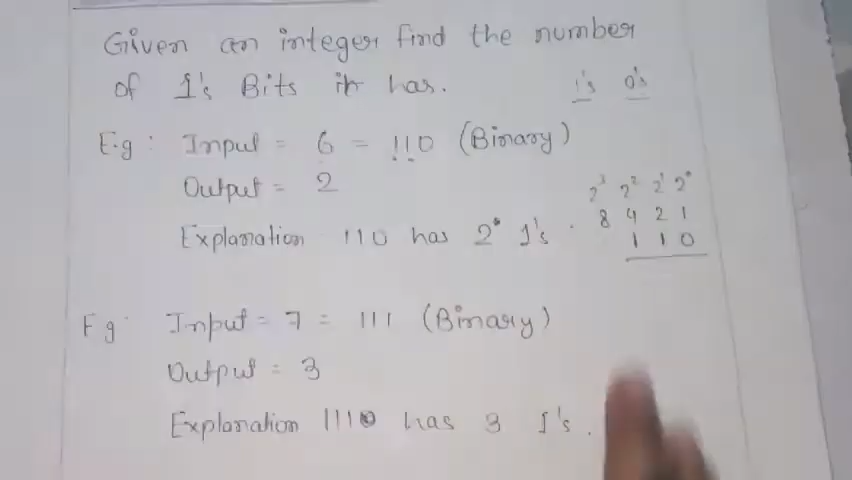 Given an integer find the number
of 1's Bits it has.
1's 0's
E.g : Input = 6 = 110 (Binary)
Output = 2
2³ 2² 2¹ 2⁰
8 4 2 1
1 1 0
Explanation 110 has 2 1's.
Eg: Input = 7 = 111 (Binary)
Output = 3
Explanation 111 has 3 1's.